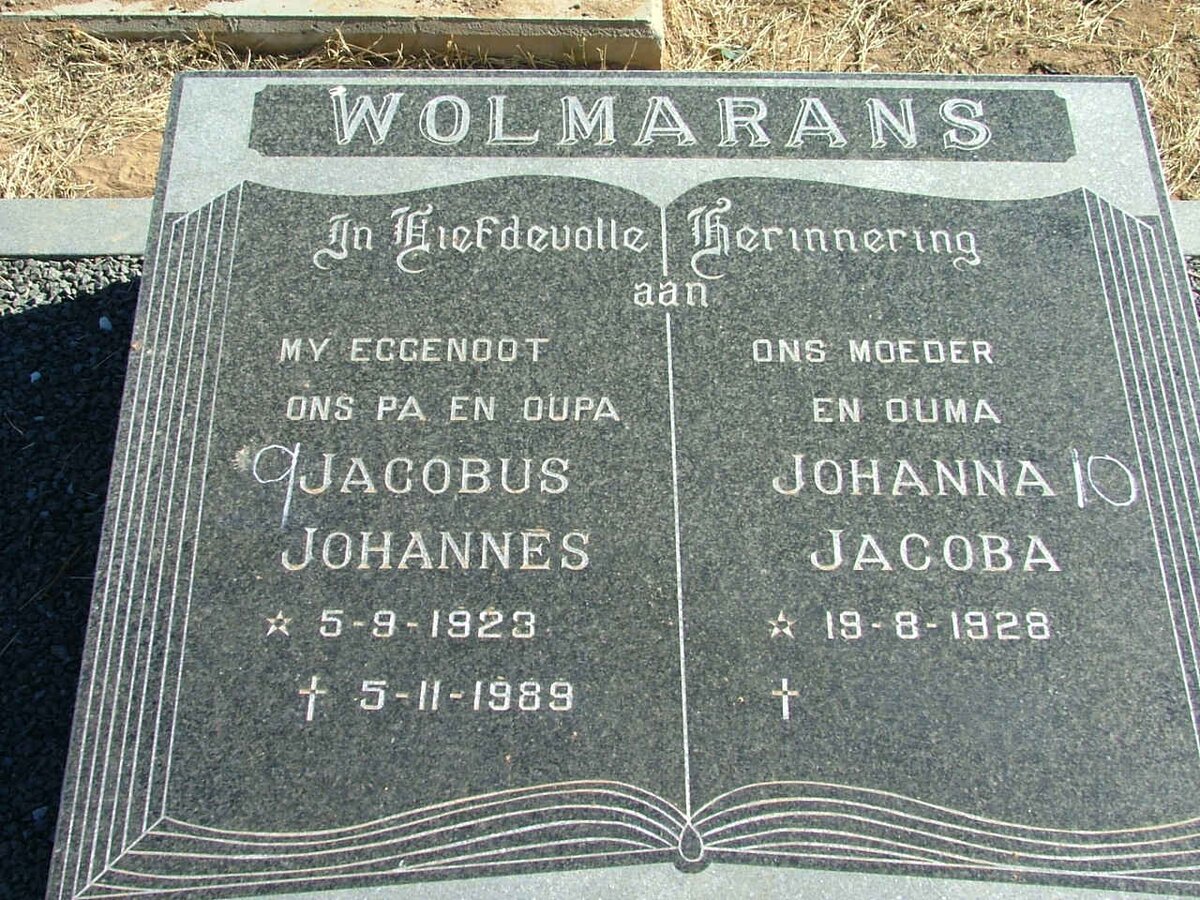 WOLMARANS
In Liefdevolle Herinnering
aan
MY EGGENOOT
ONS PA EN OUPA
9 JACOBUS
JOHANNES
☆ 5-9-1923
† 5-11-1989
ONS MOEDER
EN OUMA
JOHANNA 10
JACOBA
☆ 19-8-1928
†